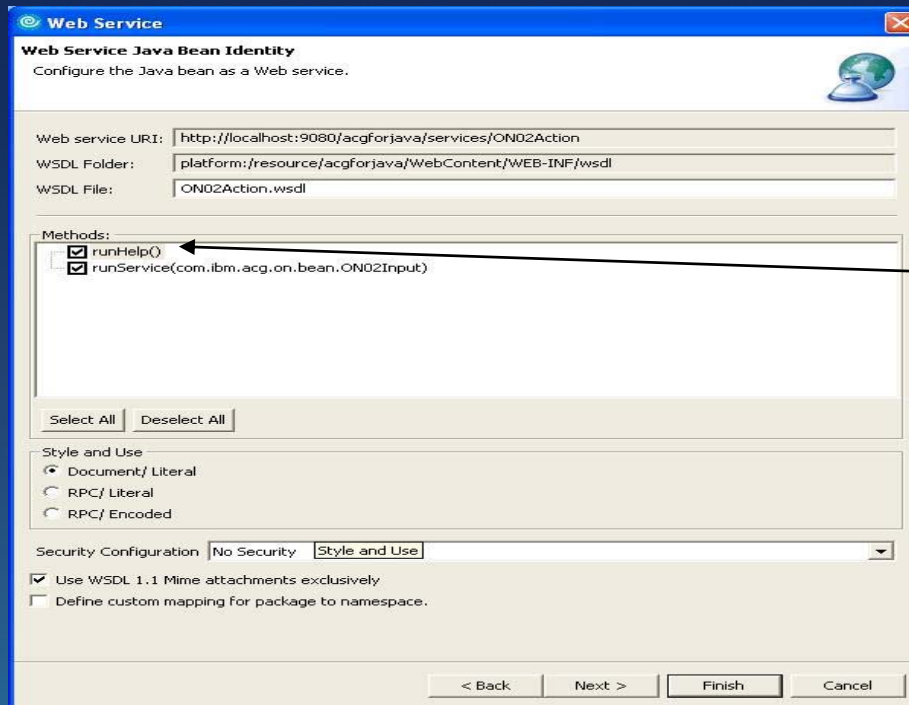 Web Service
Web Service Java Bean Identity
Configure the Java bean as a Web service.
Web service URI: http://localhost:9080/acgforjava/services/ON02Action
WSDL Folder: platform:/resource/acgforjava/WebContent/WEB-INF/wsdl
WSDL File: ON02Action.wsdl
Methods:
runHelp()
runService(com.ibm.acg.on.bean.ON02Input)
Select All Deselect All
Style and Use
Document/ Literal
RPC/ Literal
RPC/ Encoded
Security Configuration No Security Style and Use
Use WSDL 1.1 Mime attachments exclusively
Define custom mapping for package to namespace.
< Back Next > Finish Cancel